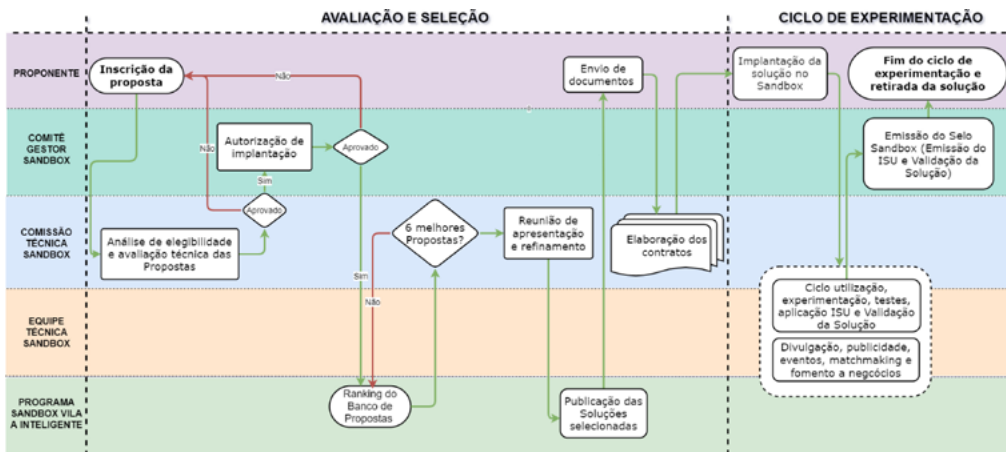 AVALIAÇÃO E SELEÇÃO
CICLO DE EXPERIMENTAÇÃO
PROPONENTE
Inscrição da
proposta
Não
Envio de
documentos
Implantação da
solução no
Sandbox
Fim do ciclo de
experimentação e
retirada da solução
COMITÊ
GESTOR
SANDBOX
Não
Autorização de
implantação
Aprovado
Emissão do Selo
Sandbox (Emissão do
ISU e Validação da
Solução)
Sim
COMISSÃO
TÉCNICA
SANDBOX
Análise de elegibilidade
e avaliação técnica das
Propostas
Aprovado
6 melhores
Propostas?
Reunião de
apresentação
e refinamento
Elaboração dos
contratos
Sim
Não
EQUIPE
TÉCNICA
SANDBOX
Ciclo utilização,
experimentação, testes,
aplicação ISU e Validação
da Solução
Divulgação, publicidade,
eventos, matchmaking e
fomento a negócios
PROGRAMA
SANDBOX VILA
A INTELIGENTE
Ranking do
Banco de
Propostas
Publicação das
Soluções
selecionadas